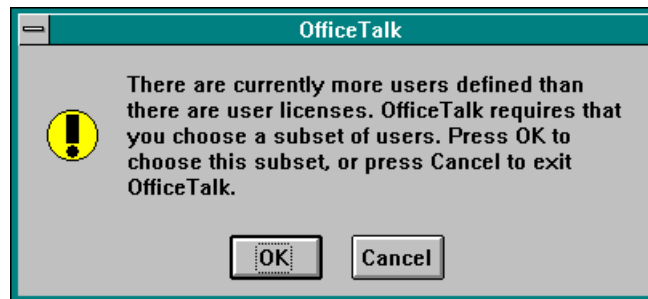 OfficeTalk
There are currently more users defined than
there are user licenses. OfficeTalk requires that
you choose a subset of users. Press OK to
choose this subset, or press Cancel to exit
OfficeTalk.
OK
Cancel